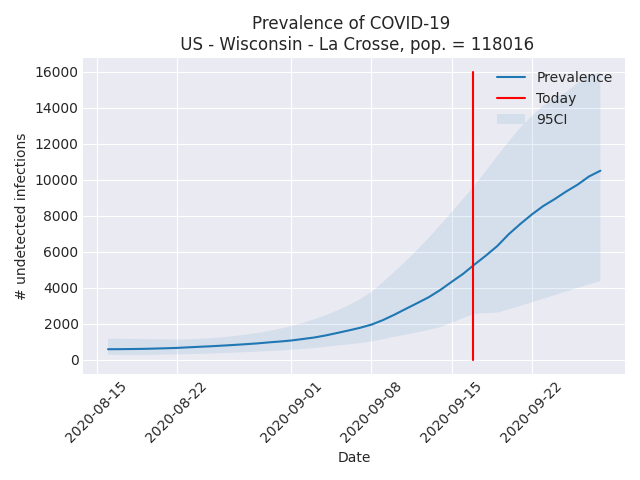 Prevalence of COVID-19
US - Wisconsin - La Crosse, pop. = 118016
16000
14000
12000
10000
8000
6000
4000
2000
0
# undetected infections
Prevalence
Today
95CI
2020-08-15
2020-08-22
2020-09-01
2020-09-08
2020-09-15
2020-09-22
Date